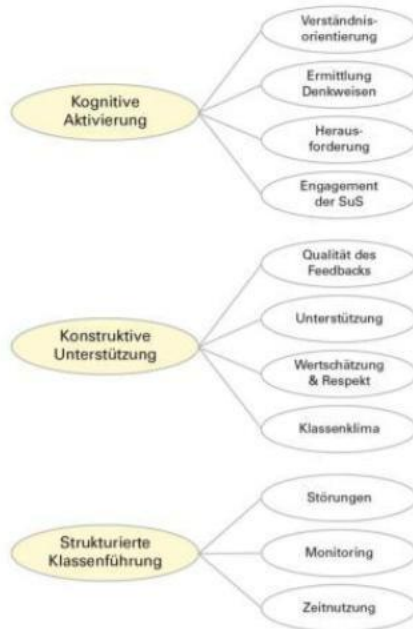 Kognitive
Aktivierung
Verständnis-
orientierung
Ermittlung
Denkweisen
Heraus-
forderung
Engagement
der SuS
Konstruktive
Unterstützung
Qualität des
Feedbacks
Unterstützung
Wertschätzung
& Respekt
Klassenklima
Strukturierte
Klassenführung
Störungen
Monitoring
Zeitnutzung